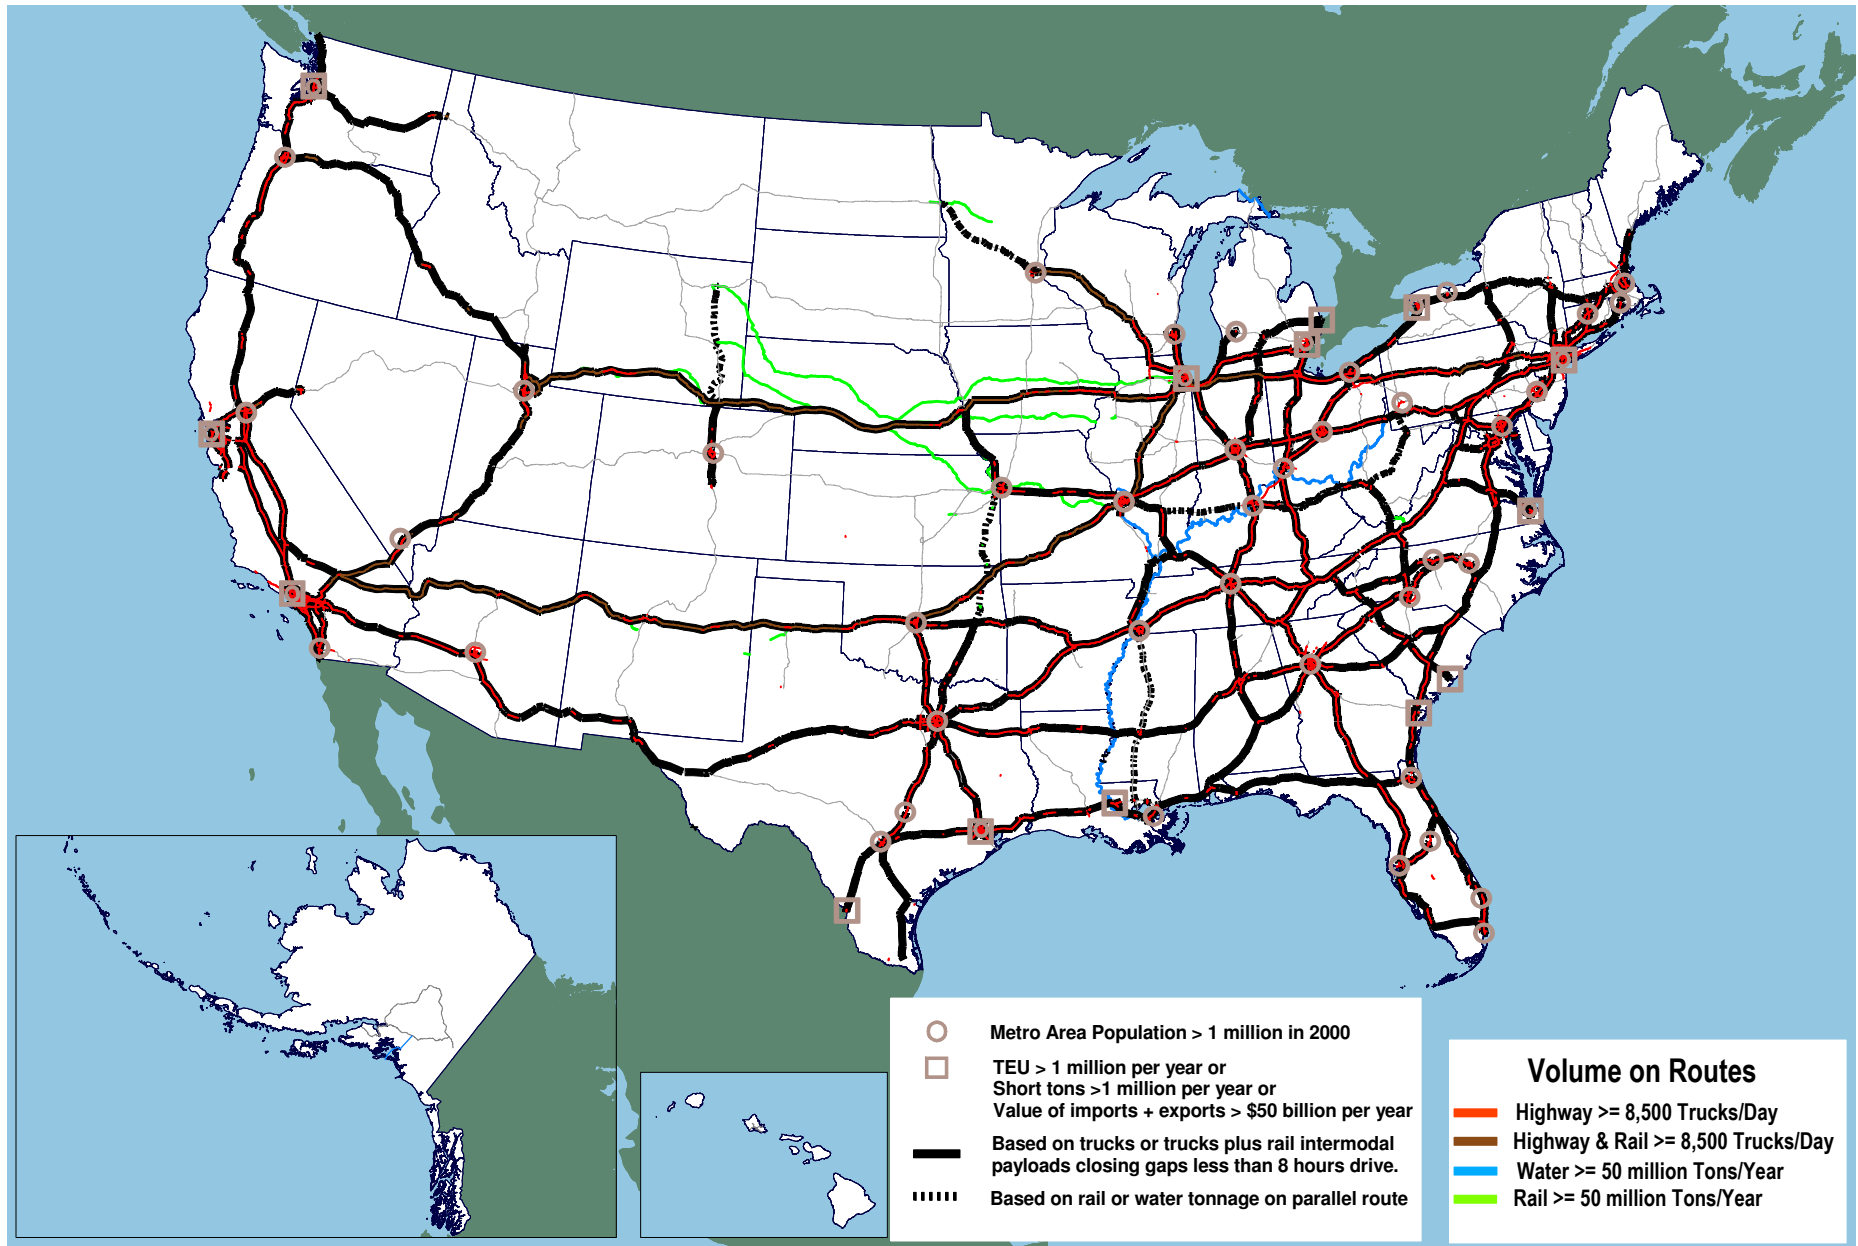 Metro Area Population > 1 million in 2000
TEU > 1 million per year or
Short tons >1 million per year or
Value of imports + exports > $50 billion per year
Based on trucks or trucks plus rail intermodal
payloads closing gaps less than 8 hours drive.
Based on rail or water tonnage on parallel route
Volume on Routes
Highway >= 8,500 Trucks/Day
Highway & Rail >= 8,500 Trucks/Day
Water >= 50 million Tons/Year
Rail >= 50 million Tons/Year